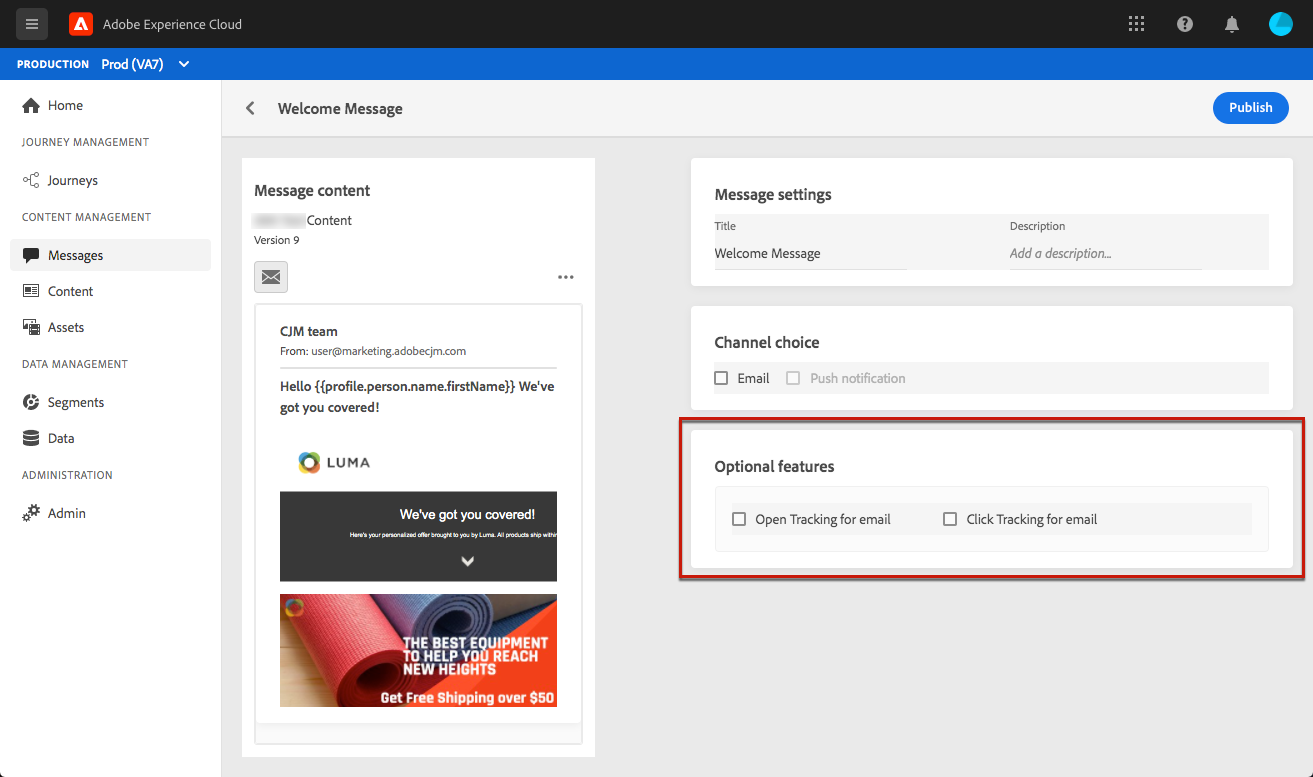 Adobe Experience Cloud
PRODUCTION Prod (VA7)
Home
JOURNEY MANAGEMENT
Journeys
CONTENT MANAGEMENT
Messages
Content
Assets
DATA MANAGEMENT
Segments
Data
ADMINISTRATION
Admin
Welcome Message
Publish
Message content
Content
Version 9
CJM team
From: user@marketing.adobecjm.com
Hello {{profile.person.name.firstName}} We've
got you covered!
LUMA
We've got you covered!
Here's your personalized offer brought to you by Luma. All products ship within
THE BEST EQUIPMENT
TO HELP YOU REACH
NEW HEIGHTS
Get Free Shipping over $50
Message settings
Title
Description
Welcome Message
Add a description...
Channel choice
Email
Push notification
Optional features
Open Tracking for email
Click Tracking for email